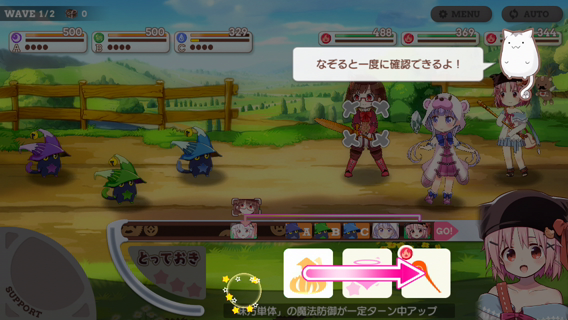 WAVE 1/2 0
MENU
AUTO
500
A
500
B
329
C
488
369
344
なぞると一度に確認できるよ！
A
B
C
GO!
とっておき
SUPPORT
味方単体」の魔法防御が一定ターン中アップ